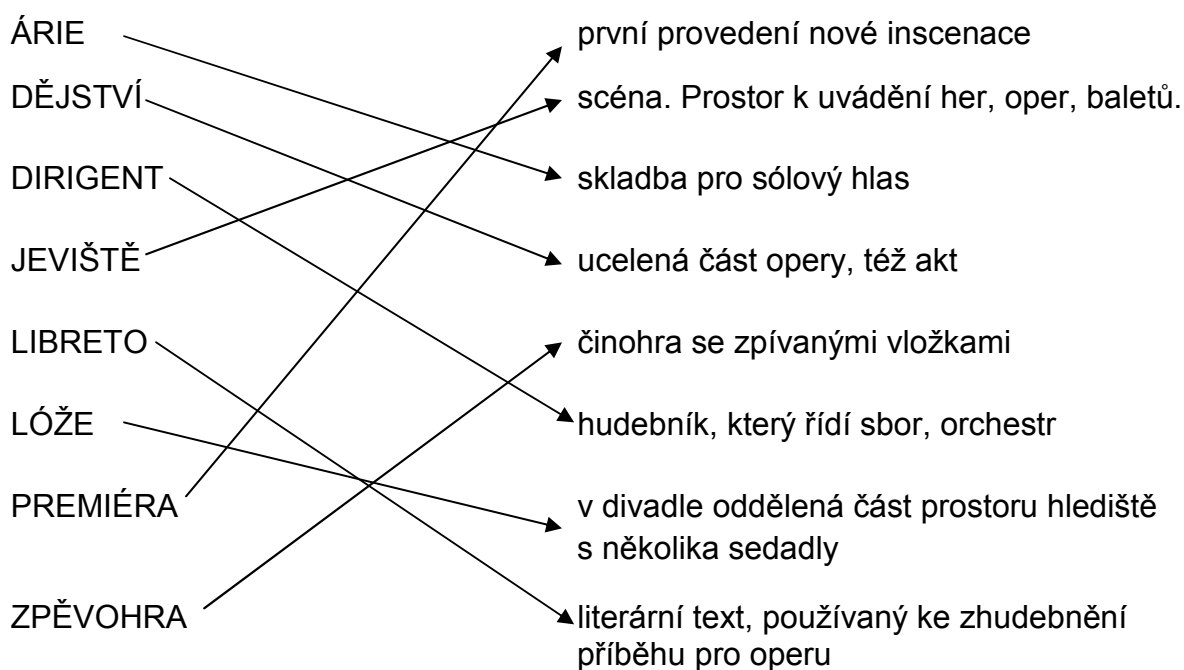 ÁRIE první provedení nové inscenace
DĚJSTVÍ scéna. Prostor k uvádění her, oper, baletů.
DIRIGENT skladba pro sólový hlas
JEVIŠTĚ ucelená část opery, též akt
LIBRETO činohra se zpívanými vložkami
LÓŽE hudebník, který řídí sbor, orchestr
PREMIÉRA v divadle oddělená část prostoru hlediště
s několika sedadly
ZPĚVOHRA literární text, používaný ke zhudebnění
příběhu pro operu